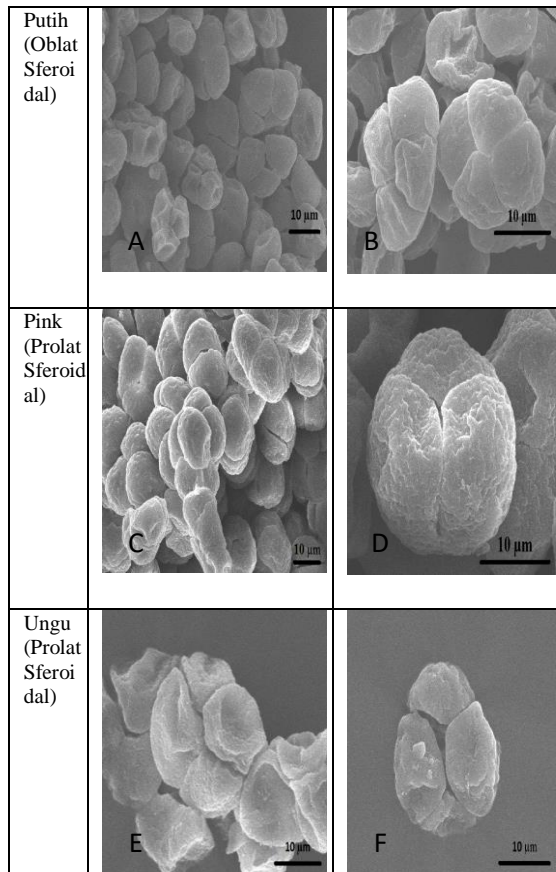 Putih
(Oblat
Sferoi
dal)
10 µm
A
10 µm
B
Pink
(Prolat
Sferoid
al)
10 µm
C
10 µm
D
Ungu
(Prolat
Sferoi
dal)
10 µm
E
10 µm
F